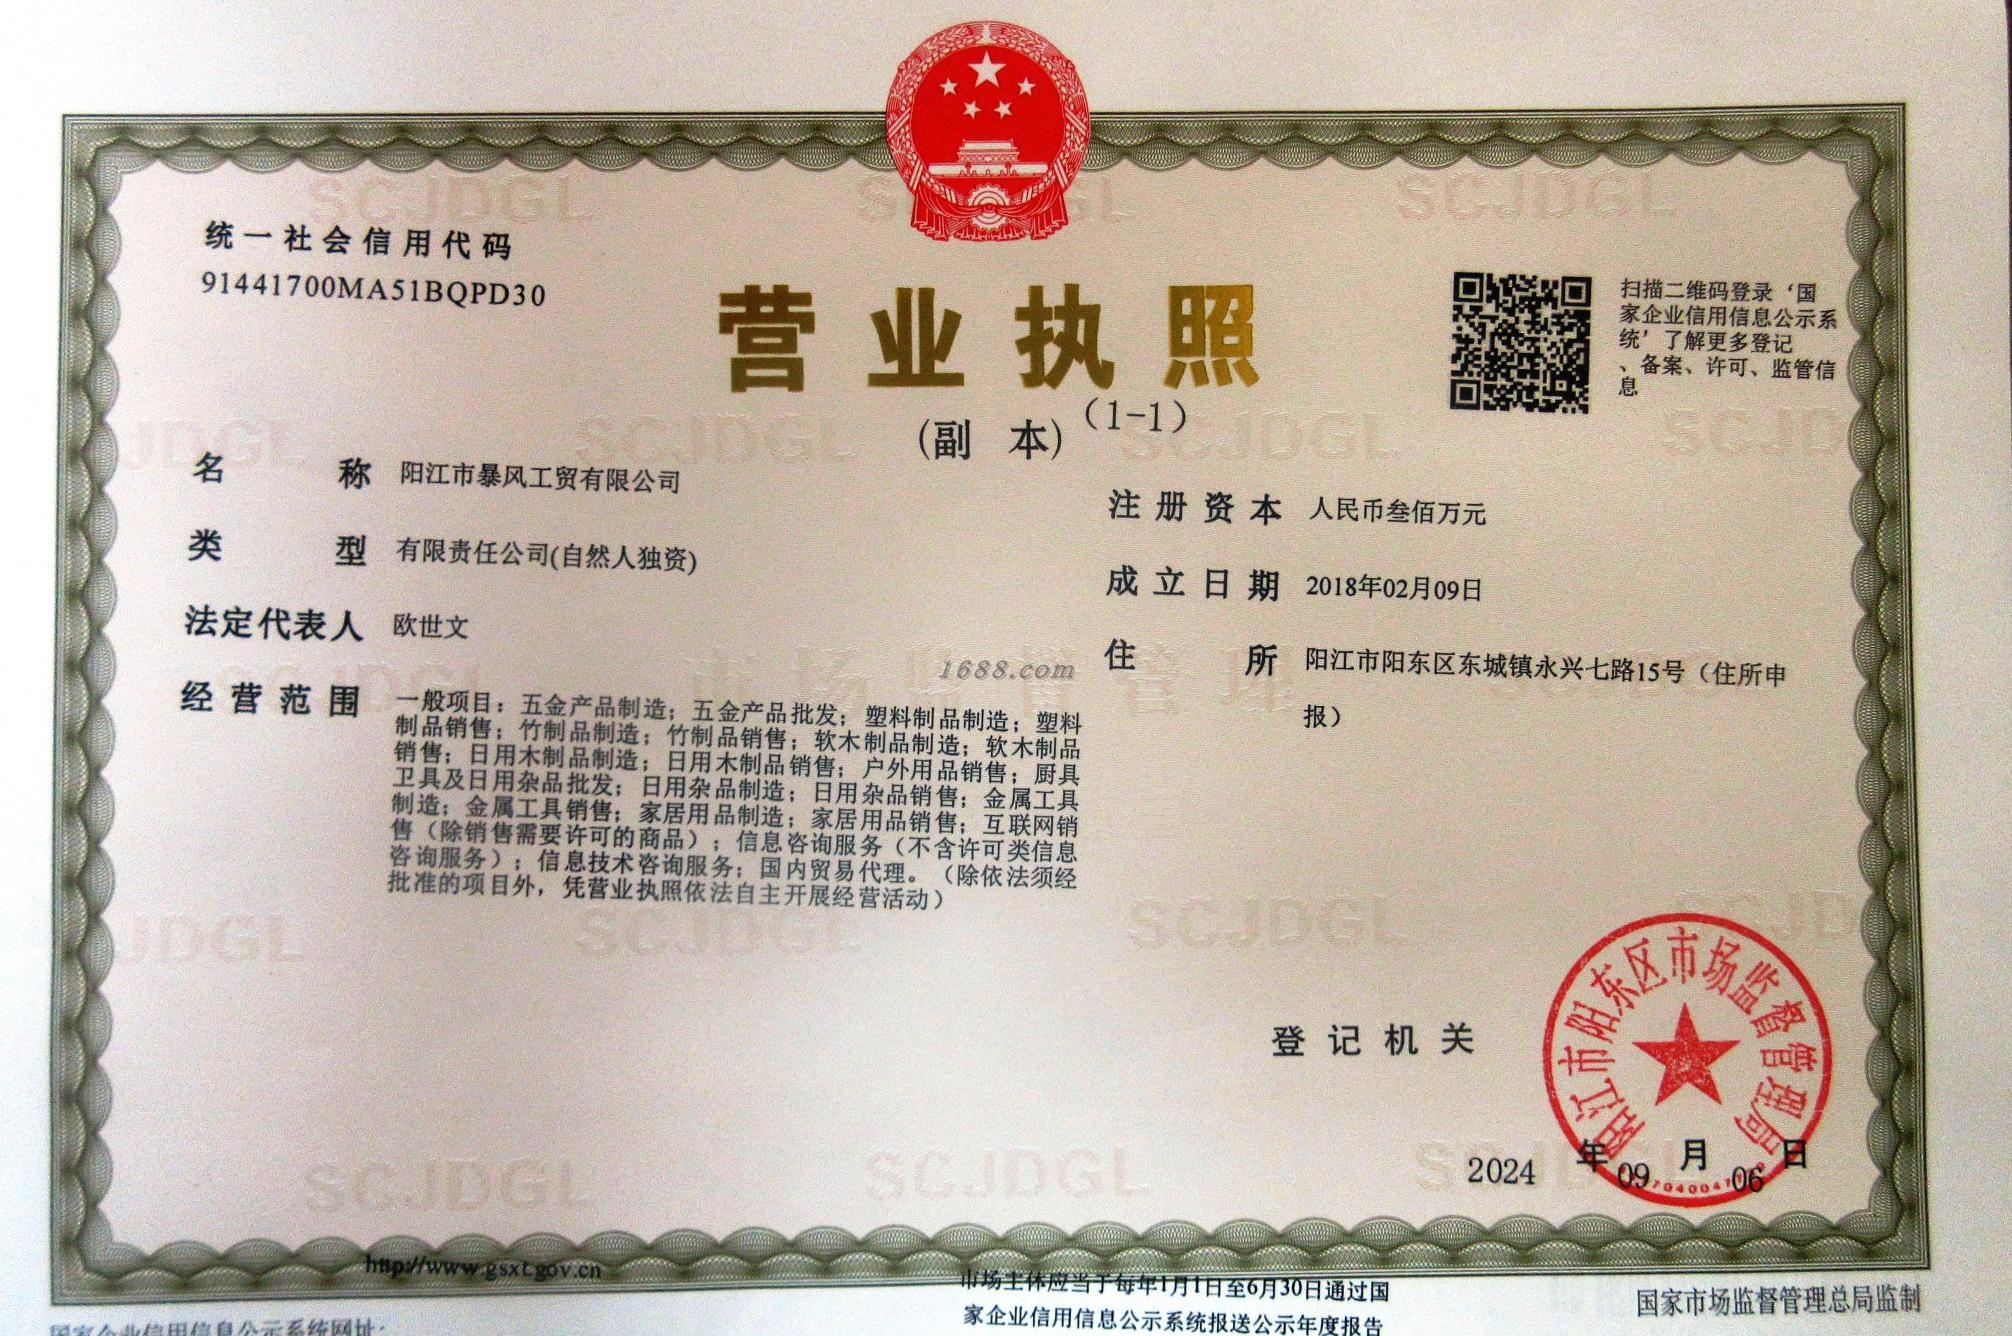 统一社会信用代码
91441700MA51BQPD30
营业执照
(副 本)（1-1）
扫描二维码登录‘国
家企业信用信息公示系
统’了解更多登记
、备案、许可、监管信
息
名 称 阳江市暴风工贸有限公司
类 型 有限责任公司(自然人独资)
法定代表人 欧世文
经营范围 一般项目：五金产品制造；五金产品批发；塑料制品制造；塑料
制品销售；竹制品制造；竹制品销售；软木制品制造；软木制品
销售；日用木制品制造；日用木制品销售；户外用品销售；厨具
卫具及日用杂品批发；日用杂品制造；日用杂品销售；金属工具
制造；金属工具销售；家居用品制造；家居用品销售；互联网销
售（除销售需要许可的商品）；信息咨询服务（不含许可类信息
咨询服务）；信息技术咨询服务；国内贸易代理。（除依法须经
批准的项目外，凭营业执照依法自主开展经营活动）
1688.com
注册资本 人民币叁佰万元
成立日期 2018年02月09日
住 所 阳江市阳东区东城镇永兴七路15号（住所申
报）
登记机关
阳江市阳东区市场监督管理局
2024 年 09 月 06 日
http://www.gsxt.gov.cn
国家企业信用信息公示系统网址：
市场主体应当于每年1月1日至6月30日通过国
家企业信用信息公示系统报送公示年度报告
国家市场监督管理总局监制
SCJDGL
市场监督管理